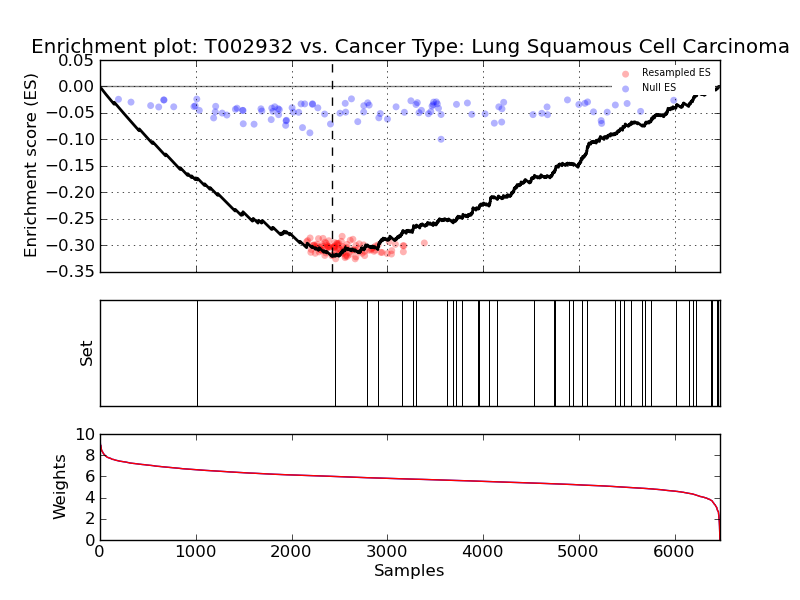 Enrichment plot: T002932 vs. Cancer Type: Lung Squamous Cell Carcinoma
0.05
0.00
−0.05
−0.10
−0.15
−0.20
−0.25
−0.30
−0.35
Enrichment score (ES)
Resampled ES
Null ES
Set
10
8
6
4
2
0
Weights
0 1000 2000 3000 4000 5000 6000
Samples